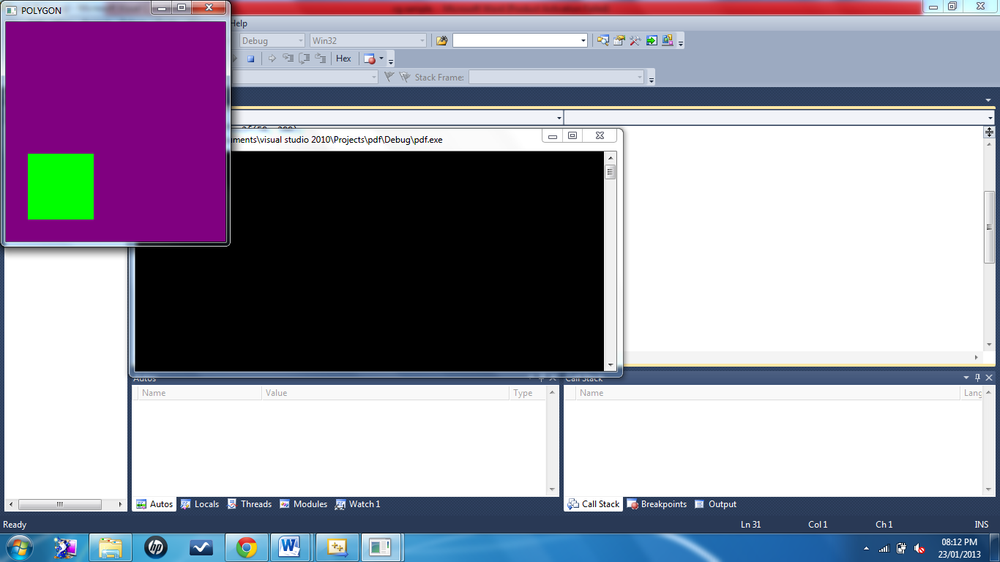 POLYGON
Help
Debug
Win32
Hex
Stack Frame:
uments\visual studio 2010\Projects\pdf\Debug\pdf.exe
Autos
Call Stack
Name
Value
Type
Name
Lang
Autos
Locals
Threads
Modules
Watch 1
Call Stack
Breakpoints
Output
Ready
Ln 31
Col 1
Ch 1
INS
hp
08:12 PM
23/01/2013